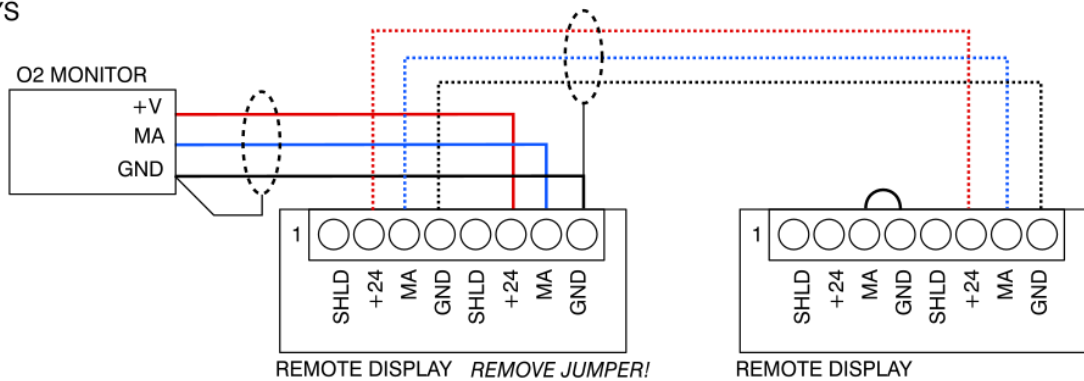 YS
O2 MONITOR
+V
MA
GND
1
SHLD
+24
MA
GND
SHLD
+24
MA
GND
REMOTE DISPLAY REMOVE JUMPER!
1
SHLD
+24
MA
GND
SHLD
+24
MA
GND
REMOTE DISPLAY